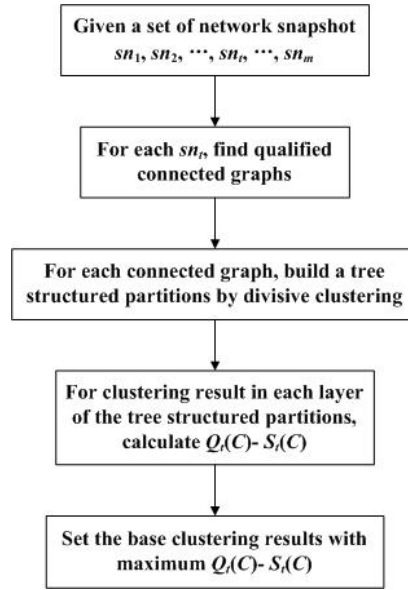 Given a set of network snapshot
sn₁, sn₂, ···, snₜ, ···, snₘ
For each snₜ, find qualified
connected graphs
For each connected graph, build a tree
structured partitions by divisive clustering
For clustering result in each layer
of the tree structured partitions,
calculate Qₜ(C)- Sₜ(C)
Set the base clustering results with
maximum Qₜ(C)- Sₜ(C)